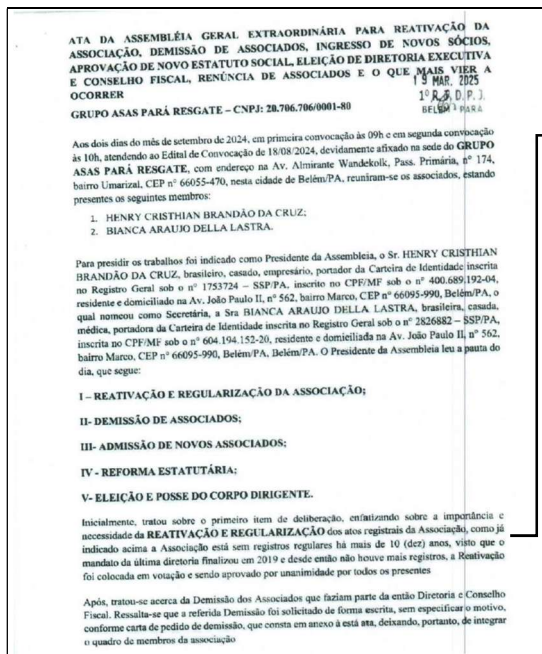 ATA DA ASSEMBLÉIA GERAL EXTRAORDINÁRIA PARA REATIVAÇÃO DA
ASSOCIAÇÃO, DEMISSÃO DE ASSOCIADOS, INGRESSO DE NOVOS SÓCIOS,
APROVAÇÃO DE NOVO ESTATUTO SOCIAL, ELEIÇÃO DE DIRETORIA EXECUTIVA
E CONSELHO FISCAL, RENÚNCIA DE ASSOCIADOS E O QUE MAIS VIER A
OCORRER
19 MAR. 2025
1º R. T. D. P. J.
BELÉM PARÁ
GRUPO ASAS PARÁ RESGATE – CNPJ: 20.706.706/0001-80
Aos dois dias do mês de setembro de 2024, em primeira convocação às 09h e em segunda convocação
às 10h, atendendo ao Edital de Convocação de 18/08/2024, devidamente afixado na sede do GRUPO
ASAS PARÁ RESGATE, com endereço na Av. Almirante Wandekolk, Pass. Primária, nº 174,
bairro Umarizal, CEP nº 66055-470, nesta cidade de Belém/PA, reuniram-se os associados, estando
presentes os seguintes membros:
1. HENRY CRISTHIAN BRANDÃO DA CRUZ;
2. BIANCA ARAUJO DELLA LASTRA.
Para presidir os trabalhos foi indicado como Presidente da Assembleia, o Sr. HENRY CRISTHIAN
BRANDÃO DA CRUZ, brasileiro, casado, empresário, portador da Carteira de Identidade inscrita
no Registro Geral sob o nº 1753724 – SSP/PA. inscrito no CPF/MF sob o nº 400.689.192-04,
residente e domiciliado na Av. João Paulo II, nº 562, bairro Marco, CEP nº 66095-990, Belém/PA, o
qual nomeou como Secretária, a Sra BIANCA ARAUJO DELLA LASTRA, brasileira, casada,
médica, portadora da Carteira de Identidade inscrita no Registro Geral sob o nº 2826882 – SSP/PA,
inscrita no CPF/MF sob o nº 604.194.152-20, residente e domiciliada na Av. João Paulo II, nº 562,
bairro Marco, CEP nº 66095-990, Belém/PA, Belém/PA. O Presidente da Assembleia leu a pauta do
dia, que segue:
I – REATIVAÇÃO E REGULARIZAÇÃO DA ASSOCIAÇÃO;
II- DEMISSÃO DE ASSOCIADOS;
III- ADMISSÃO DE NOVOS ASSOCIADOS;
IV - REFORMA ESTATUTÁRIA;
V- ELEIÇÃO E POSSE DO CORPO DIRIGENTE.
Inicialmente, tratou sobre o primeiro item de deliberação, enfatizando sobre a importância e
necessidade da REATIVAÇÃO E REGULARIZAÇÃO dos atos registrais da Associação, como já
indicado acima a Associação está sem registros regulares há mais de 10 (dez) anos, visto que o
mandato da última diretoria finalizou em 2019 e desde então não houve mais registros, a Reativação
foi colocada em votação e sendo aprovado por unanimidade por todos os presentes
Após, tratou-se acerca da Demissão dos Associados que faziam parte da então Diretoria e Conselho
Fiscal. Ressalta-se que a referida Demissão foi solicitado de forma escrita, sem especificar o motivo,
conforme carta de pedido de demissão, que consta em anexo à está ata, deixando, portanto, de integrar
o quadro de membros da associação